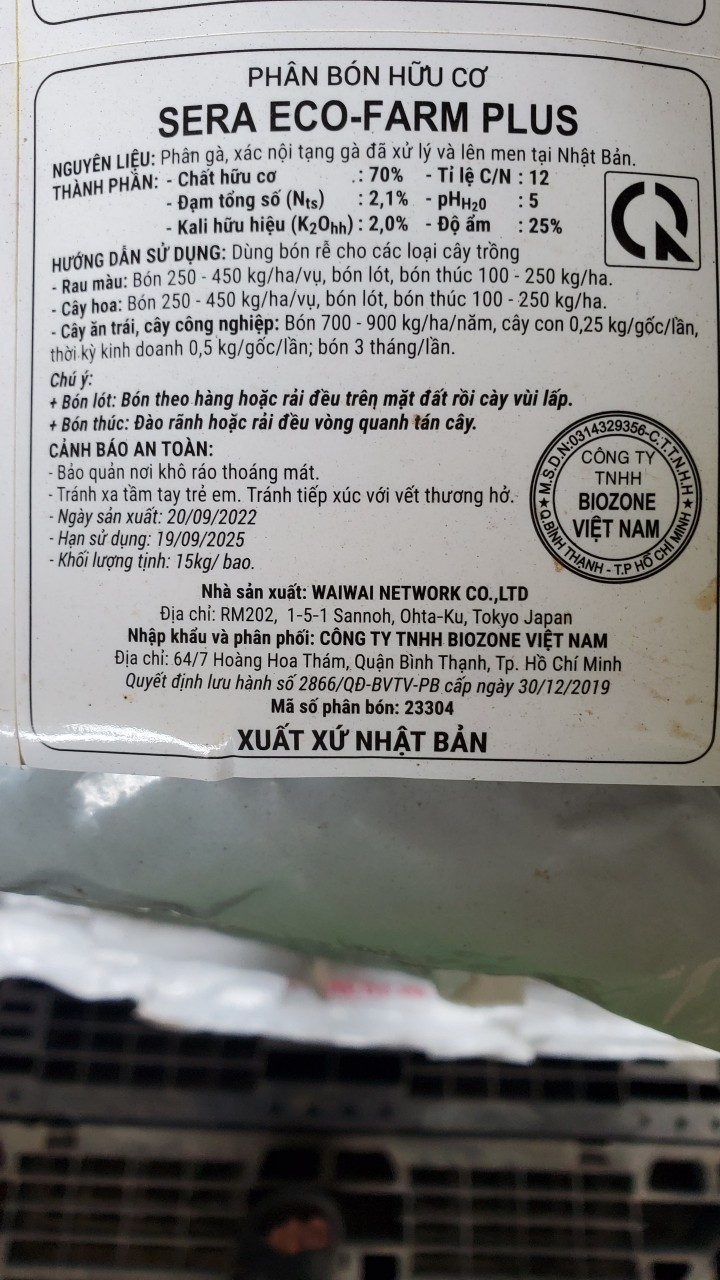 PHÂN BÓN HỮU CƠ
SERA ECO-FARM PLUS
NGUYÊN LIỆU: Phân gà, xác nội tạng gà đã xử lý và lên men tại Nhật Bản.
THÀNH PHẦN: - Chất hữu cơ : 70% - Tỉ lệ C/N : 12
- Đạm tổng số (Nts) : 2,1% - pHH20 : 5
- Kali hữu hiệu (K2Ohh) : 2,0% - Độ ẩm : 25%
HƯỚNG DẪN SỬ DỤNG: Dùng bón rễ cho các loại cây trồng
- Rau màu: Bón 250 - 450 kg/ha/vụ, bón lót, bón thúc 100 - 250 kg/ha.
- Cây hoa: Bón 250 - 450 kg/ha/vụ, bón lót, bón thúc 100 - 250 kg/ha.
- Cây ăn trái, cây công nghiệp: Bón 700 - 900 kg/ha/năm, cây con 0,25 kg/gốc/lần,
thời kỳ kinh doanh 0,5 kg/gốc/lần; bón 3 tháng/lần.
Chú ý:
+ Bón lót: Bón theo hàng hoặc rải đều trên mặt đất rồi cày vùi lấp.
+ Bón thúc: Đào rãnh hoặc rải đều vòng quanh tán cây.
CẢNH BÁO AN TOÀN:
- Bảo quản nơi khô ráo thoáng mát.
- Tránh xa tầm tay trẻ em. Tránh tiếp xúc với vết thương hở.
- Ngày sản xuất: 20/09/2022
- Hạn sử dụng: 19/09/2025
- Khối lượng tịnh: 15kg/ bao.
M.S.D.N:0314329356-C.T.T.N.H.H
CÔNG TY
TNHH
BIOZONE
VIỆT NAM
Q.BÌNH THẠNH - T.P HỒ CHÍ MINH
Nhà sản xuất: WAIWAI NETWORK CO.,LTD
Địa chỉ: RM202, 1-5-1 Sannoh, Ohta-Ku, Tokyo Japan
Nhập khẩu và phân phối: CÔNG TY TNHH BIOZONE VIỆT NAM
Địa chỉ: 64/7 Hoàng Hoa Thám, Quận Bình Thạnh, Tp. Hồ Chí Minh
Quyết định lưu hành số 2866/QĐ-BVTV-PB cấp ngày 30/12/2019
Mã số phân bón: 23304
XUẤT XỨ NHẬT BẢN